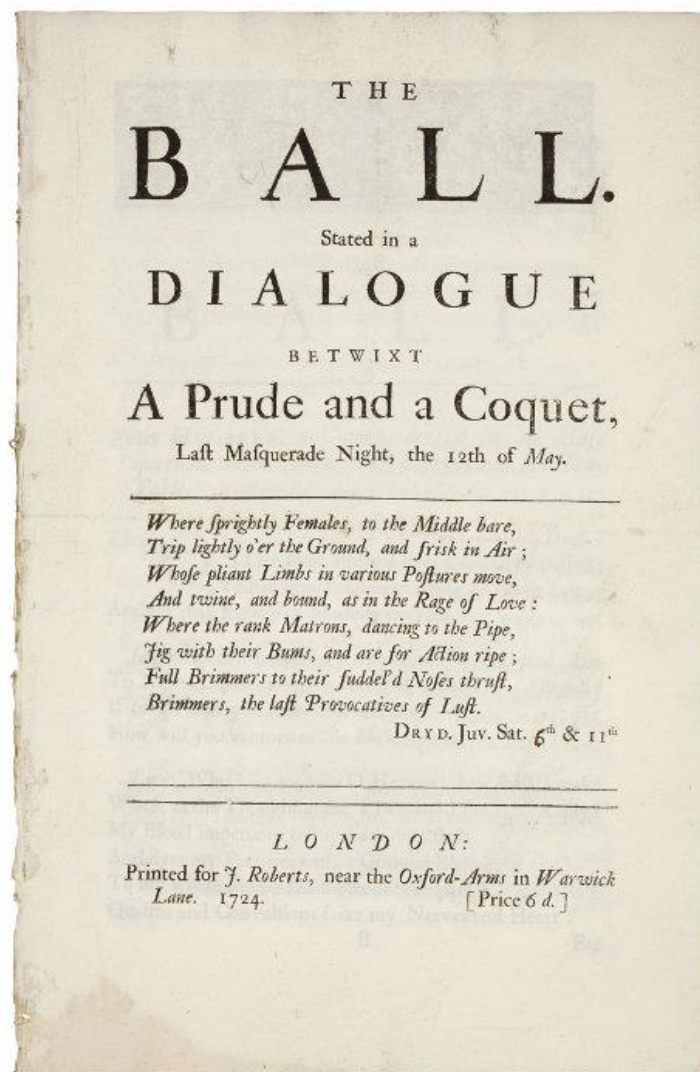 THE
BALL.
Stated in a
DIALOGUE
BETWIXT
A Prude and a Coquet,
Laſt Maſquerade Night, the 12th of May.
Where ſprightly Females, to the Middle bare,
Trip lightly o'er the Ground, and friſk in Air ;
Whoſe pliant Limbs in various Poſtures move,
And twine, and bound, as in the Rage of Love :
Where the rank Matrons, dancing to the Pipe,
Jig with their Bums, and are for Action ripe ;
Full Brimmers to their fuddel'd Noſes thruſt,
Brimmers, the laſt Provocatives of Luſt.
DRYD. Juv. Sat. 6th & 11th
LONDON:
Printed for J. Roberts, near the Oxford-Arms in Warwick
Lane. 1724. [Price 6 d.]